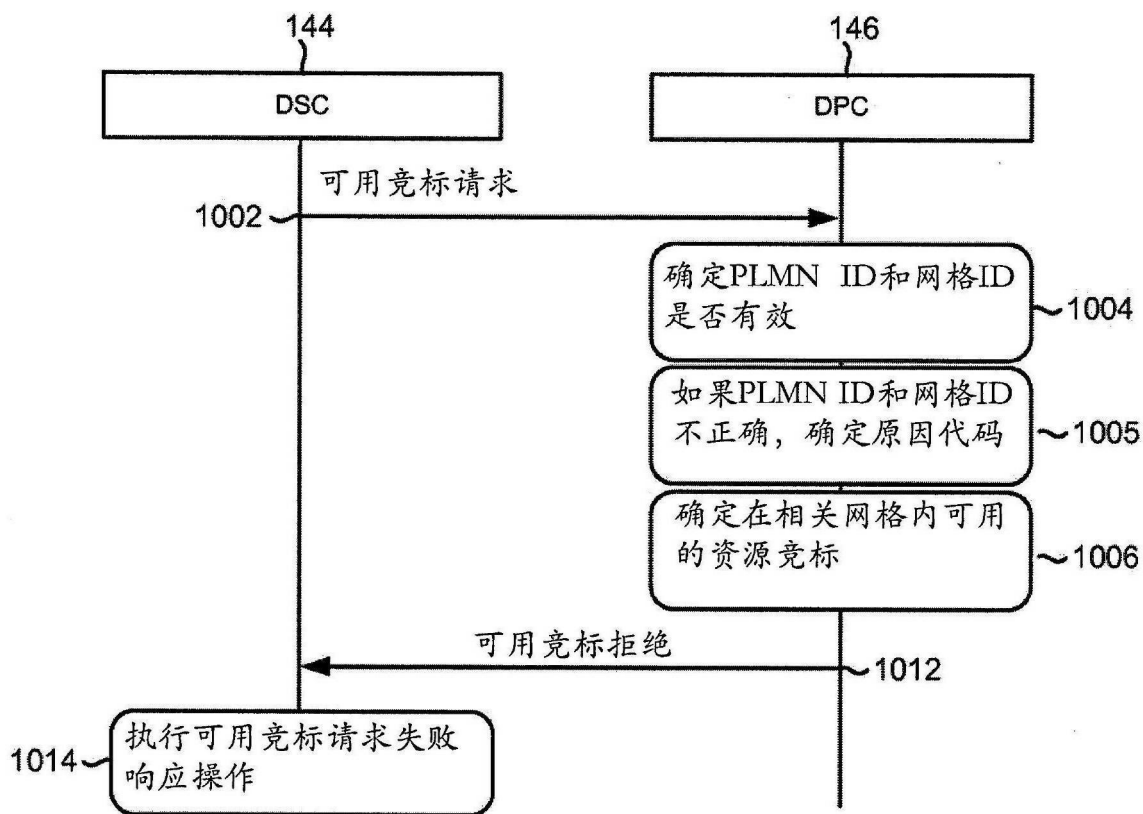 144
146
DSC
DPC
可用竞标请求
1002
确定PLMN ID和网格ID
是否有效
1004
如果PLMN ID和网格ID
不正确，确定原因代码
1005
确定在相关网格内可用
的资源竞标
1006
可用竞标拒绝
1012
执行可用竞标请求失败
响应操作
1014